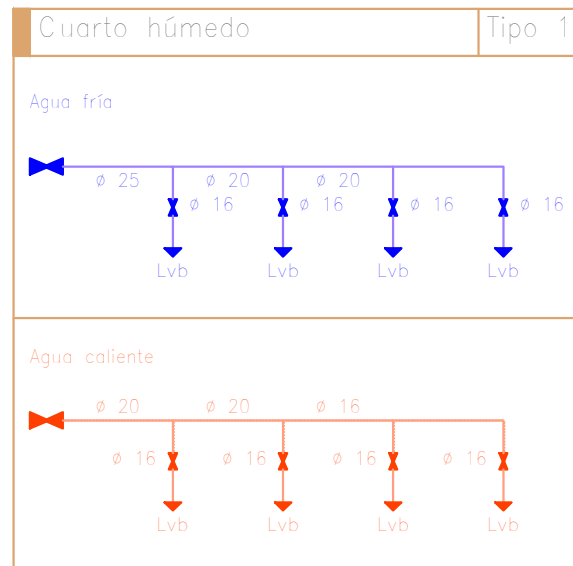 Cuarto húmedo Tipo 1
Agua fría
ø 25 ø 20 ø 20
ø 16 ø 16 ø 16 ø 16
Lvb Lvb Lvb Lvb
Agua caliente
ø 20 ø 20 ø 16
ø 16 ø 16 ø 16 ø 16
Lvb Lvb Lvb Lvb